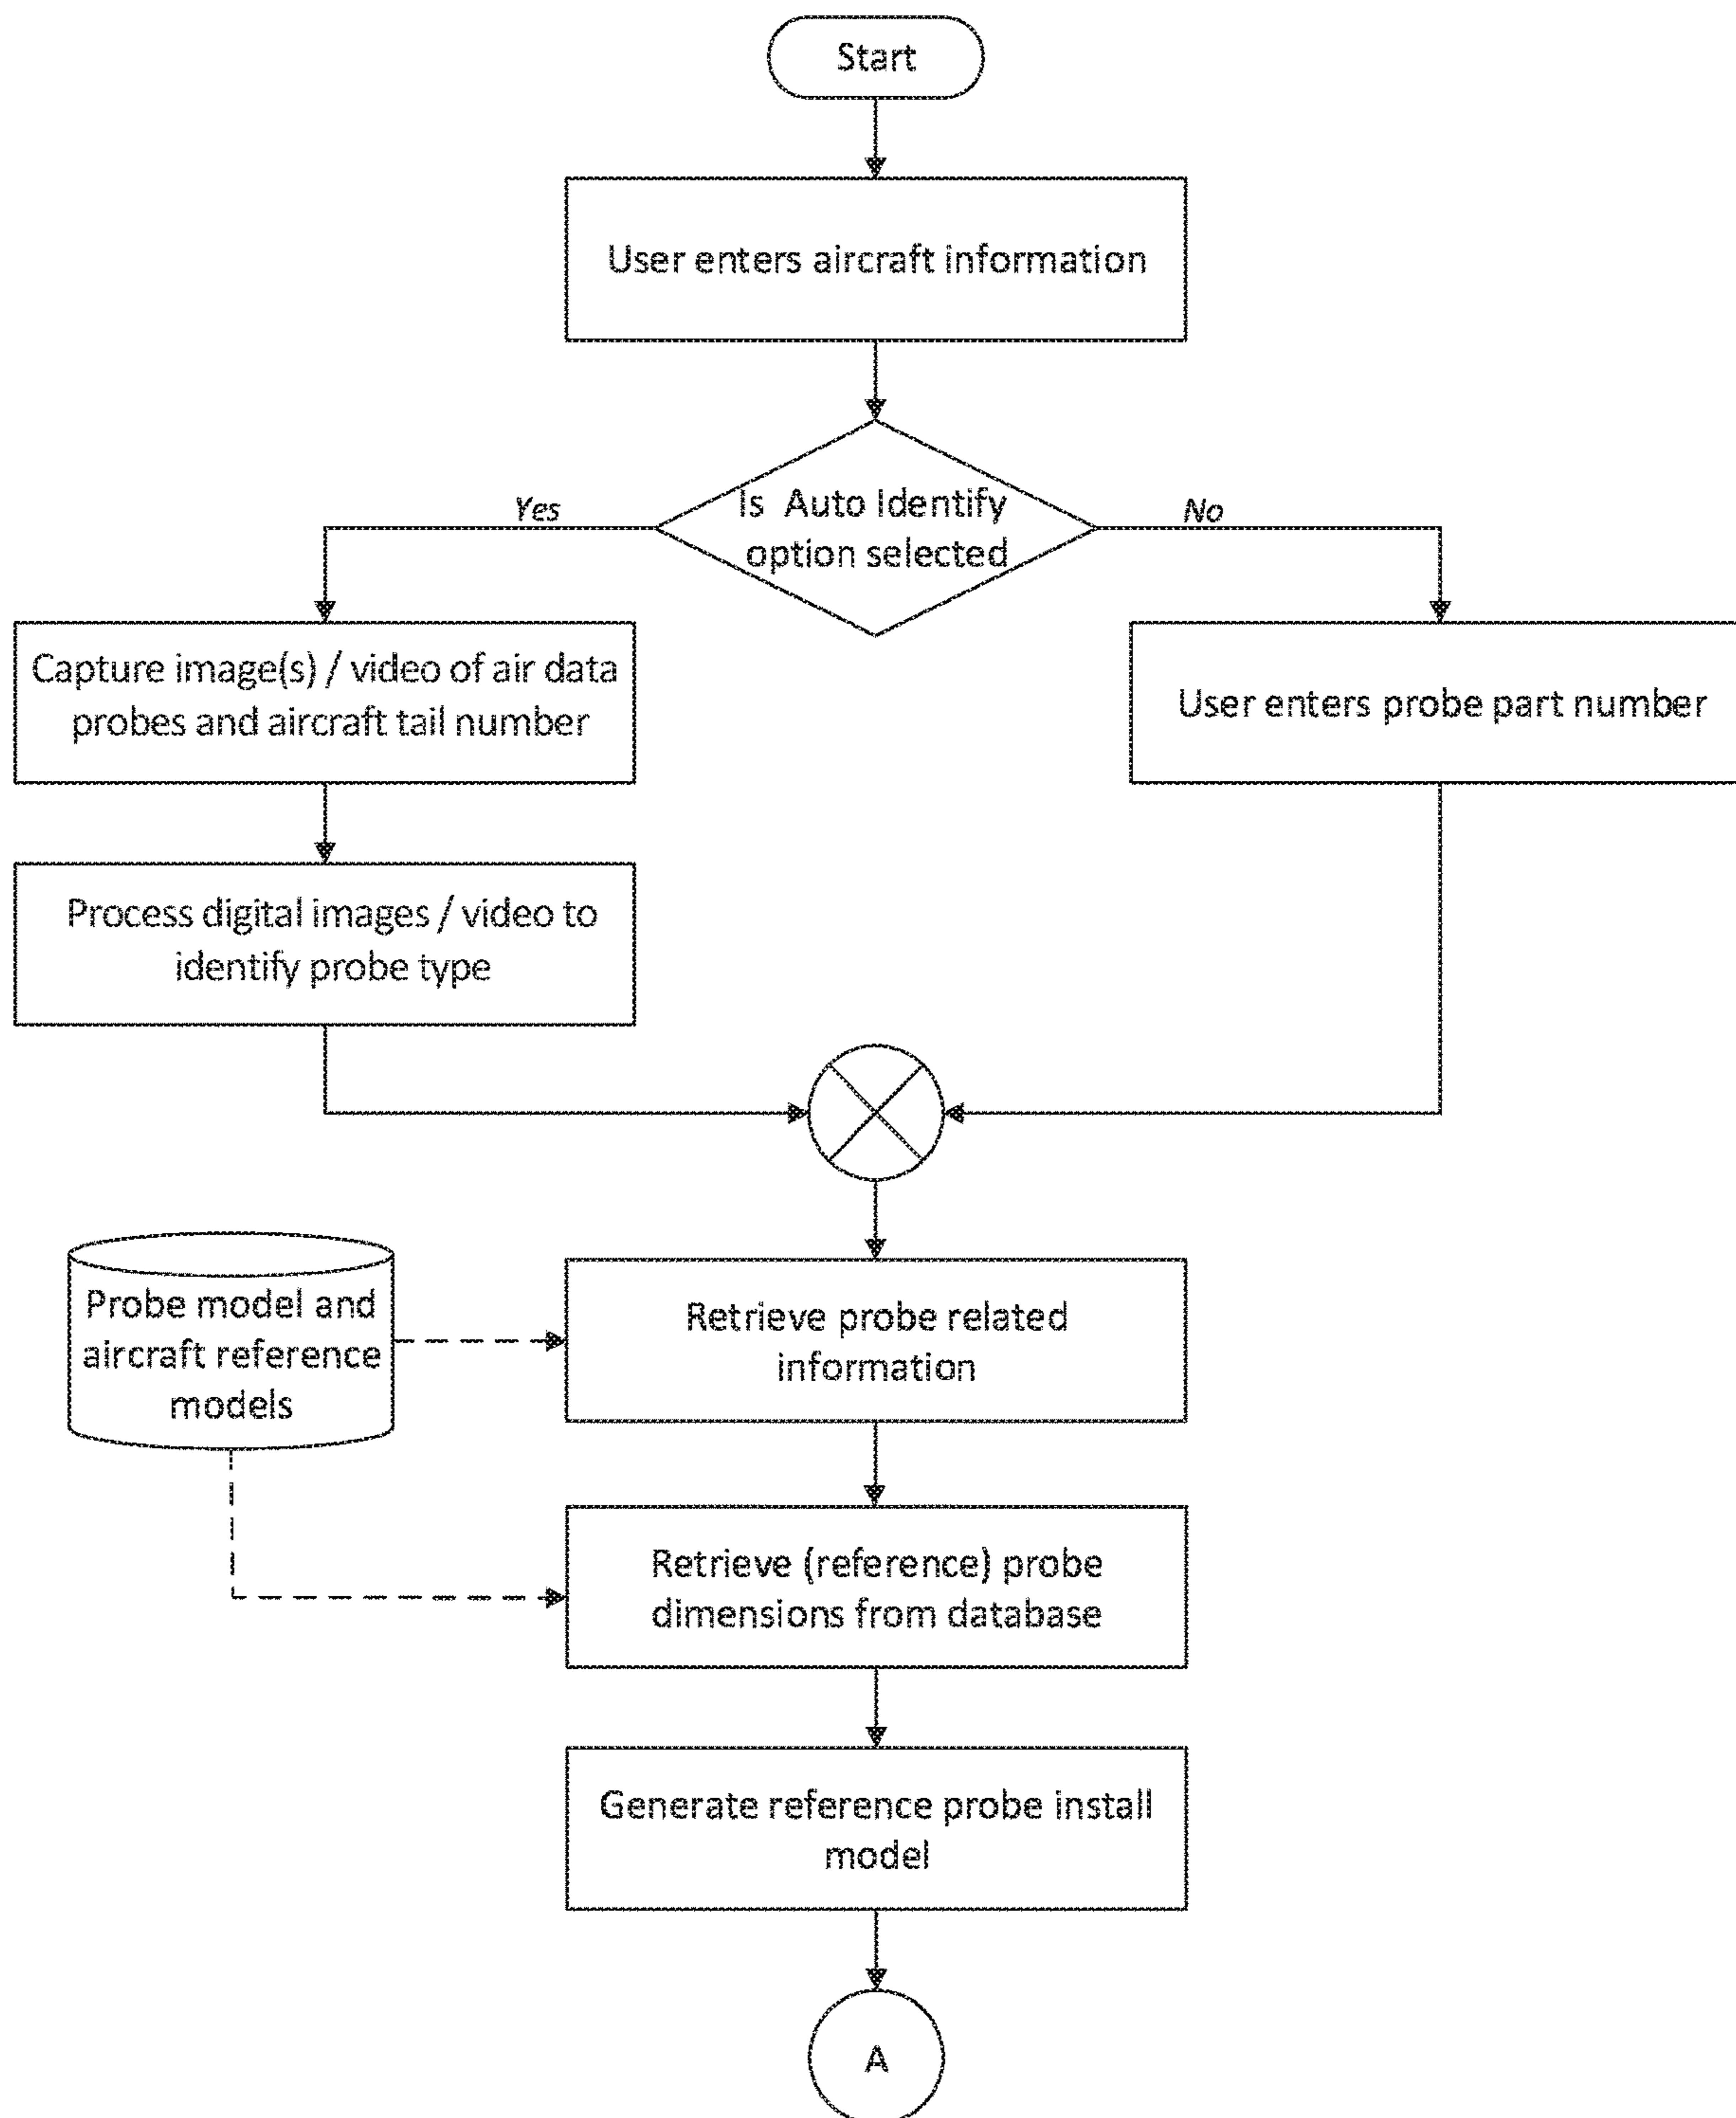 Start
User enters aircraft information
Is Auto Identify
option selected
Yes
No
Capture image(s) / video of air data
probes and aircraft tail number
User enters probe part number
Process digital images / video to
identify probe type
Probe model and
aircraft reference
models
Retrieve probe related
information
Retrieve (reference) probe
dimensions from database
Generate reference probe install
model
A